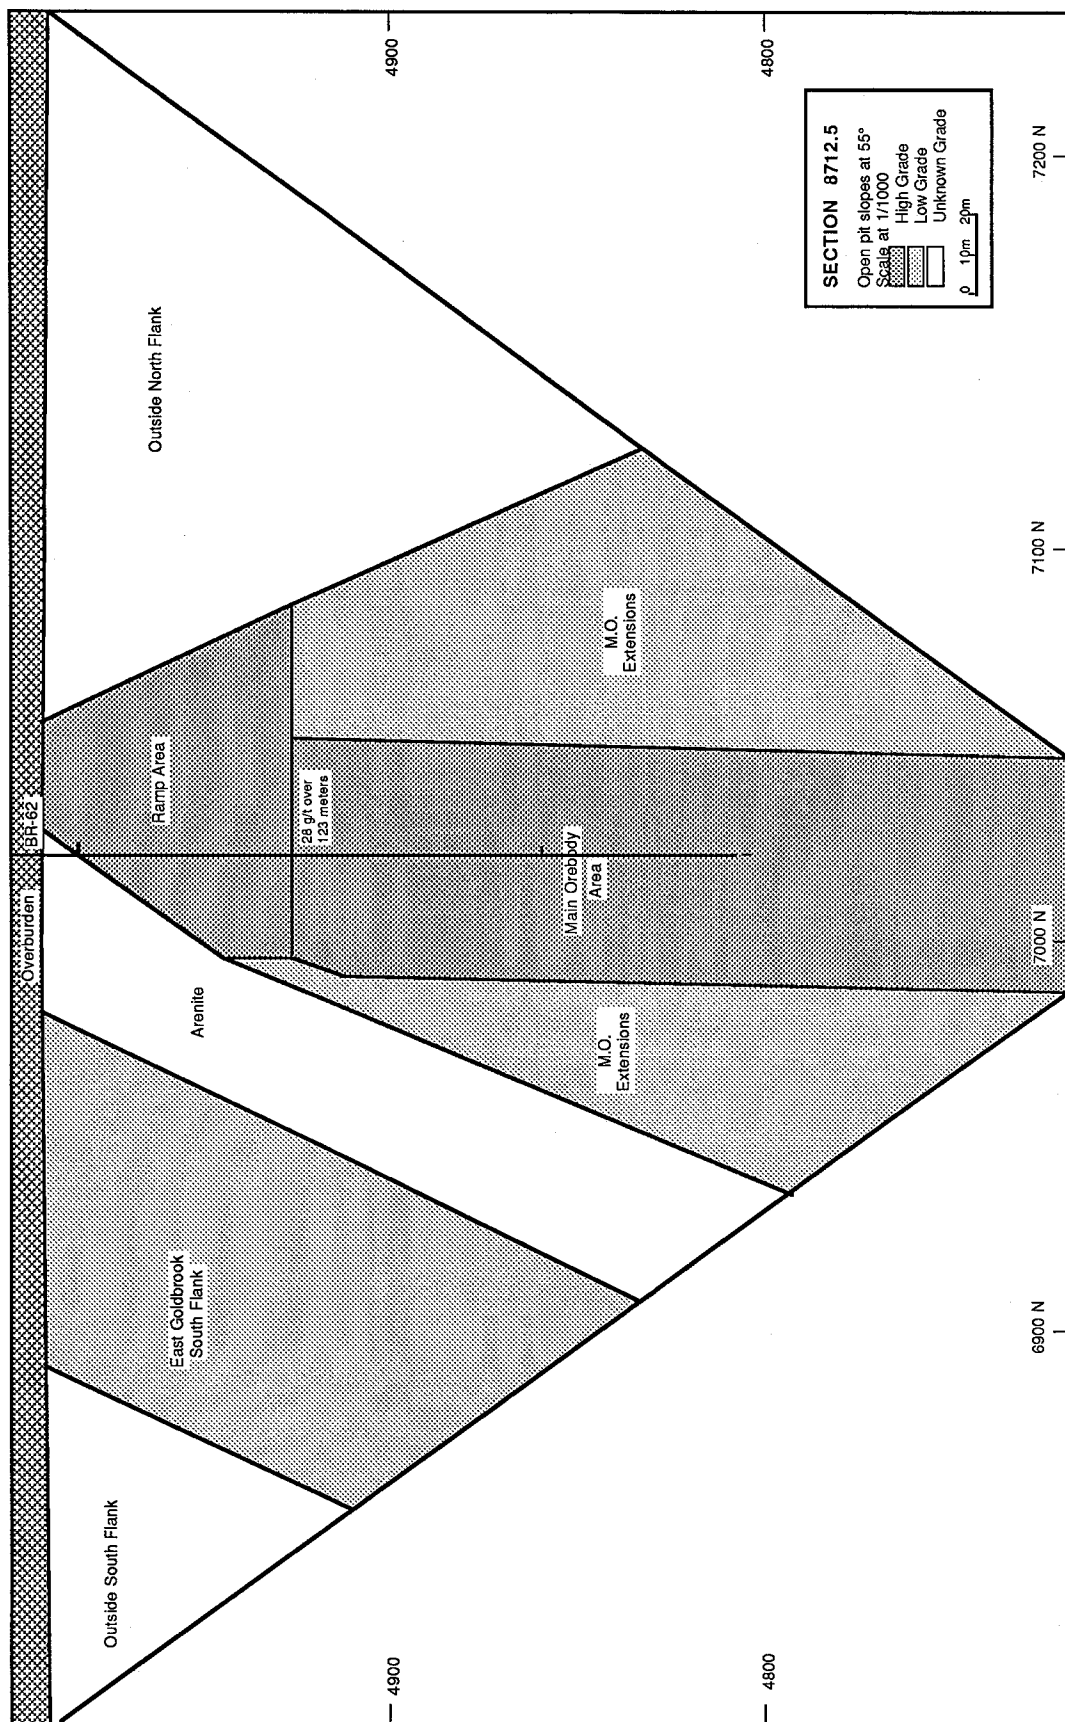 Overburden
BR-62
Outside South Flank
East Goldbrook
South Flank
Arenite
Ramp Area
Outside North Flank
28 g/t over
123 meters
Main Orebody
Area
M.O.
Extensions
M.O.
Extensions
4900
4800
4900
4800
6900 N
7000 N
7100 N
7200 N
SECTION 8712.5
Open pit slopes at 55°
Scale at 1/1000
High Grade
Low Grade
Unknown Grade
0 10m 20m